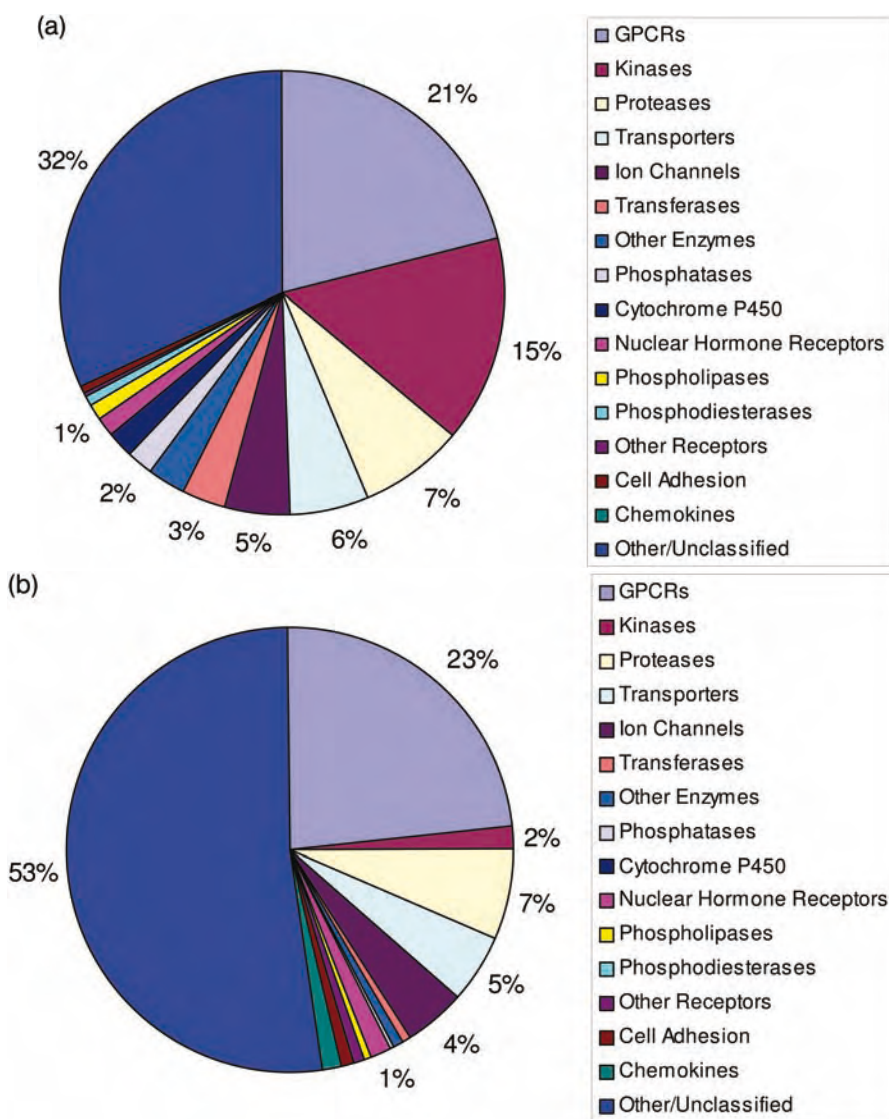 (a)
21%
15%
7%
6%
5%
3%
2%
1%
32%
GPCRs
Kinases
Proteases
Transporters
Ion Channels
Transferases
Other Enzymes
Phosphatases
Cytochrome P450
Nuclear Hormone Receptors
Phospholipases
Phosphodiesterases
Other Receptors
Cell Adhesion
Chemokines
Other/Unclassified
(b)
23%
2%
7%
5%
4%
1%
53%
GPCRs
Kinases
Proteases
Transporters
Ion Channels
Transferases
Other Enzymes
Phosphatases
Cytochrome P450
Nuclear Hormone Receptors
Phospholipases
Phosphodiesterases
Other Receptors
Cell Adhesion
Chemokines
Other/Unclassified